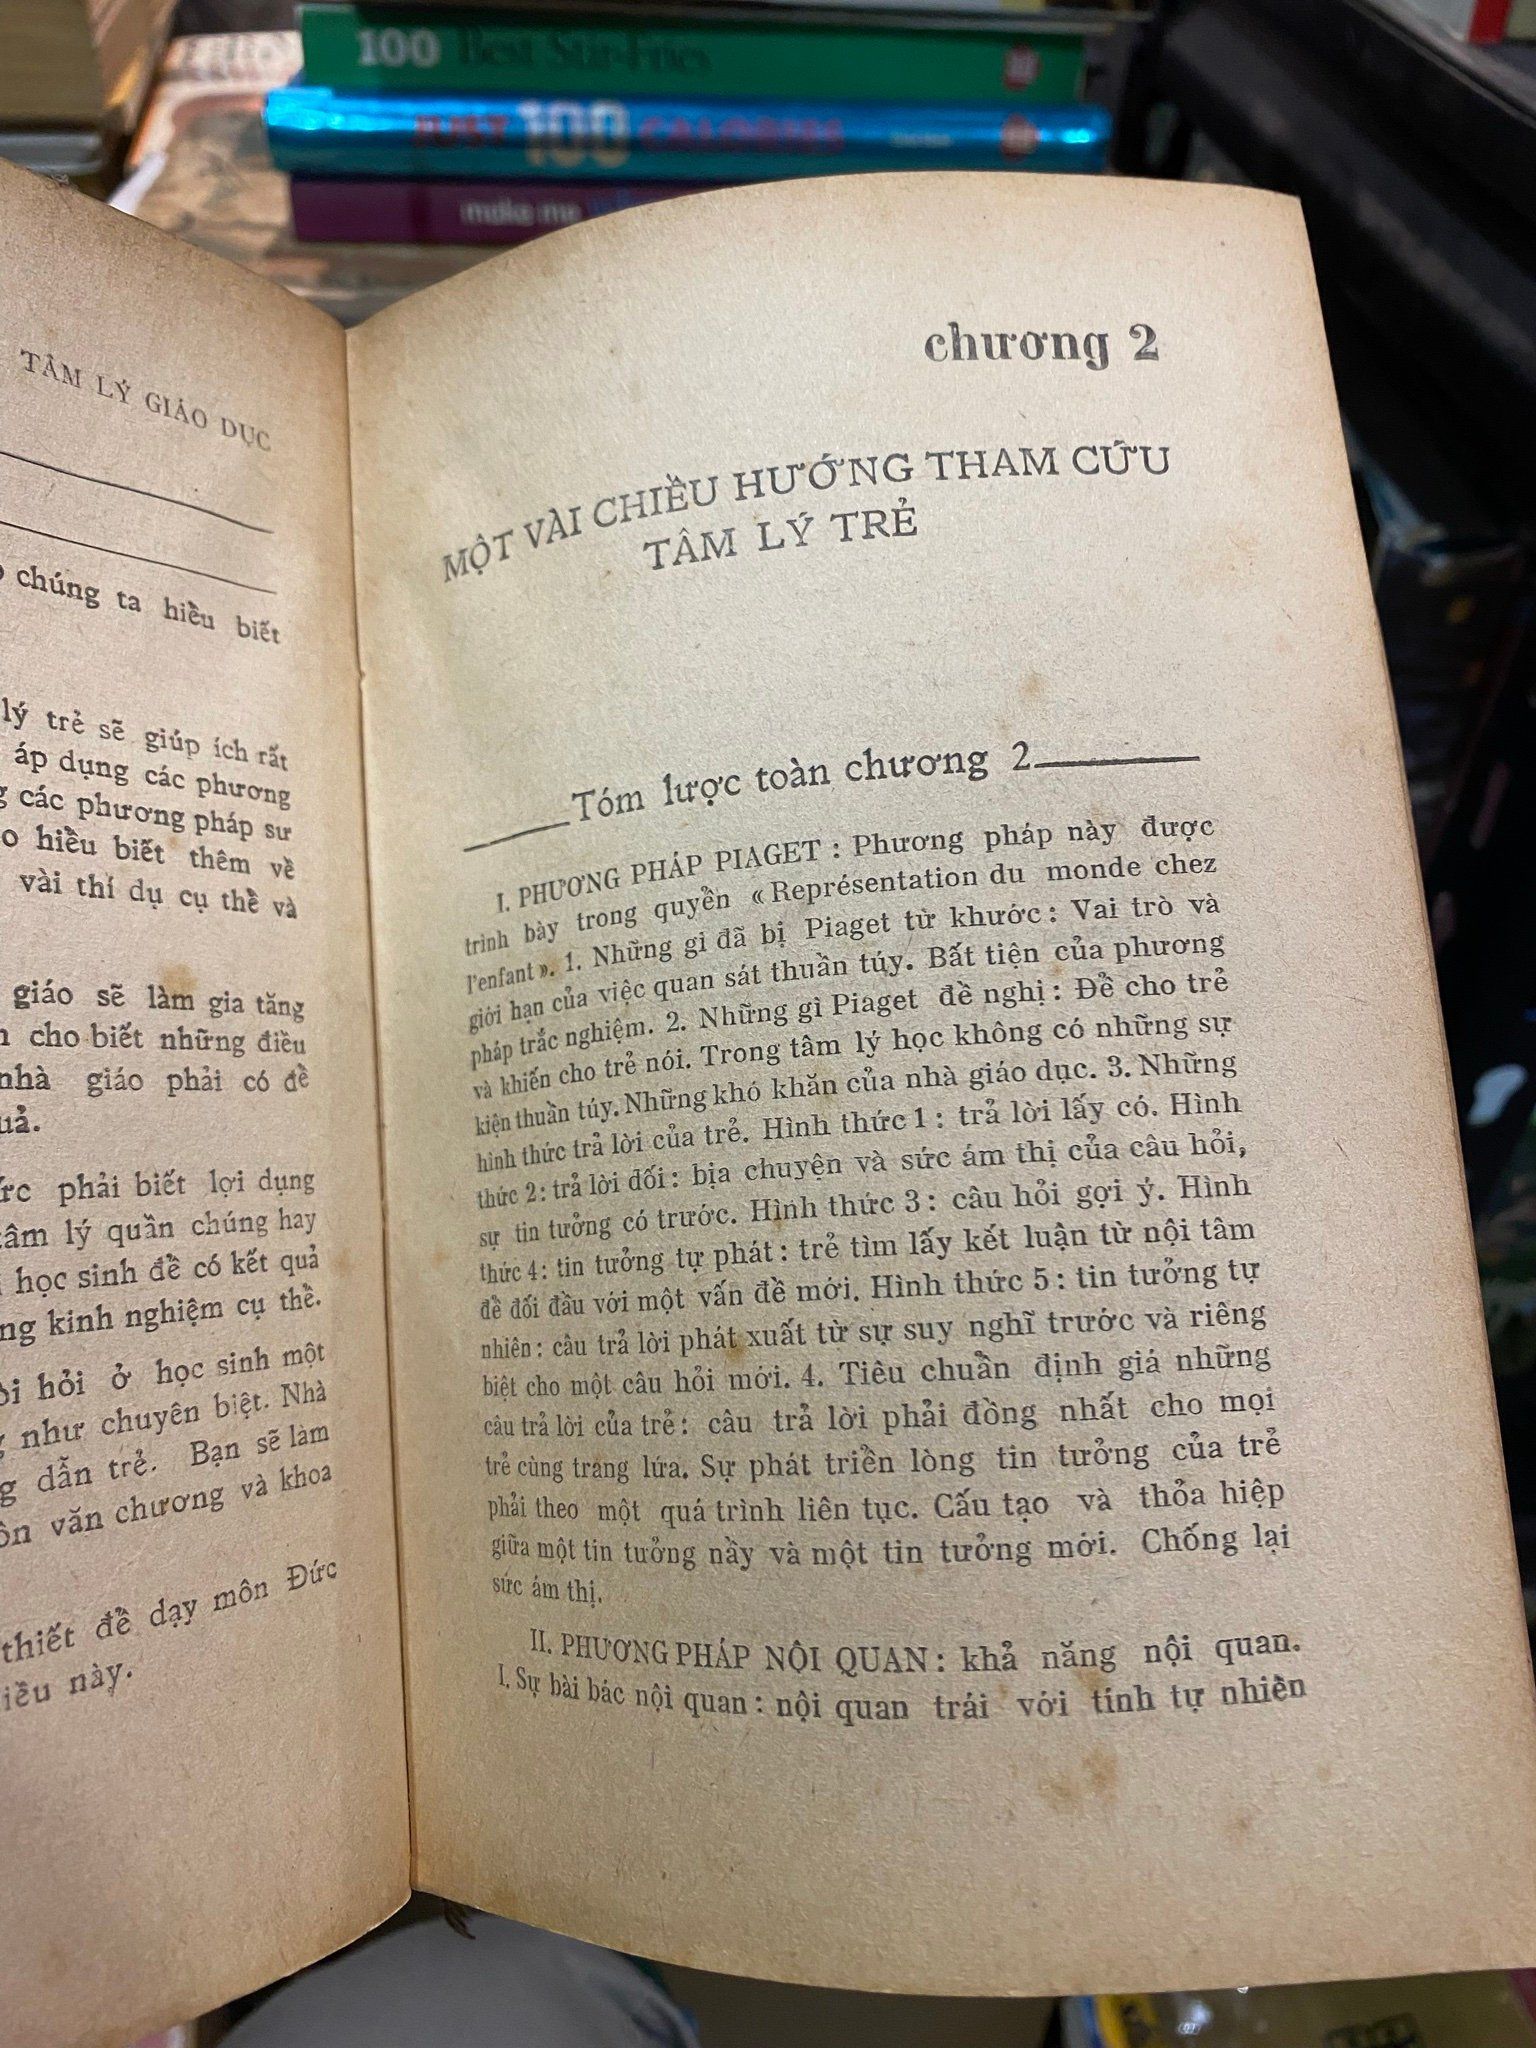 100 Best Stir-Fries
JUST 100 CALORIES
make me
TÂM LÝ GIÁO DỤC
chúng ta hiểu biết
lý trẻ sẽ giúp ích rất
áp dụng các phương
các phương pháp sư
hiểu biết thêm về
vài thí dụ cụ thể và
giáo sẽ làm gia tăng
cho biết những điều
nhà giáo phải có để
phải biết lợi dụng
tâm lý quần chúng hay
học sinh để có kết quả
kinh nghiệm cụ thể.
hỏi ở học sinh một
như chuyên biệt. Nhà
dẫn trẻ. Bạn sẽ làm
văn chương và khoa
thiết để dạy môn Đức
này.
chương 2
MỘT VÀI CHIỀU HƯỚNG THAM CỨU
TÂM LÝ TRẺ
Tóm lược toàn chương 2
I. PHƯƠNG PHÁP PIAGET : Phương pháp này được
trình bày trong quyển «Représentation du monde chez
l'enfant». 1. Những gì đã bị Piaget từ khước : Vai trò và
giới hạn của việc quan sát thuần túy. Bất tiện của phương
pháp trắc nghiệm. 2. Những gì Piaget đề nghị : Để cho trẻ
và khiến cho trẻ nói. Trong tâm lý học không có những sự
kiện thuần túy. Những khó khăn của nhà giáo dục. 3. Những
hình thức trả lời của trẻ. Hình thức 1 : trả lời lấy có. Hình
thức 2 : trả lời đối : bịa chuyện và sức ám thị của câu hỏi,
sự tin tưởng có trước. Hình thức 3 : câu hỏi gợi ý. Hình
thức 4 : tin tưởng tự phát : trẻ tìm lấy kết luận từ nội tâm
để đối đầu với một vấn đề mới. Hình thức 5 : tin tưởng tự
nhiên : câu trả lời phát xuất từ sự suy nghĩ trước và riêng
biệt cho một câu hỏi mới. 4. Tiêu chuẩn định giá những
câu trả lời của trẻ : câu trả lời phải đồng nhất cho mọi
trẻ cùng trang lứa. Sự phát triển lòng tin tưởng của trẻ
phải theo một quá trình liên tục. Cấu tạo và thỏa hiệp
giữa một tin tưởng nầy và một tin tưởng mới. Chống lại
sức ám thị.
II. PHƯƠNG PHÁP NỘI QUAN : khả năng nội quan.
I. Sự bài bác nội quan : nội quan trái với tính tự nhiên